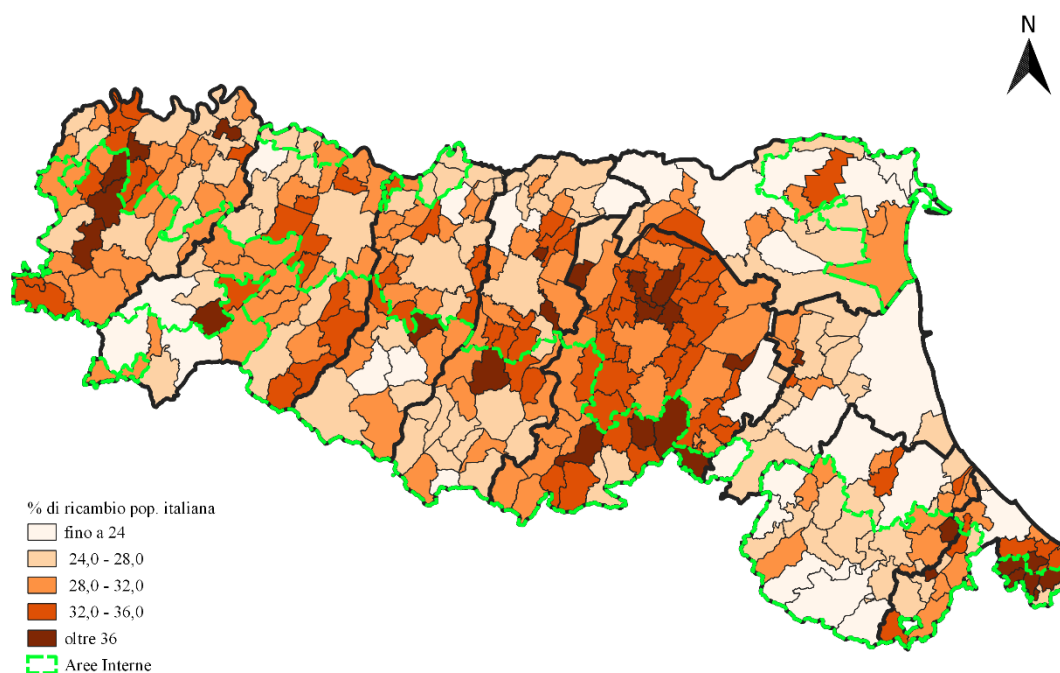 N
% di ricambio pop. italiana
fino a 24
24,0 - 28,0
28,0 - 32,0
32,0 - 36,0
oltre 36
Aree Interne